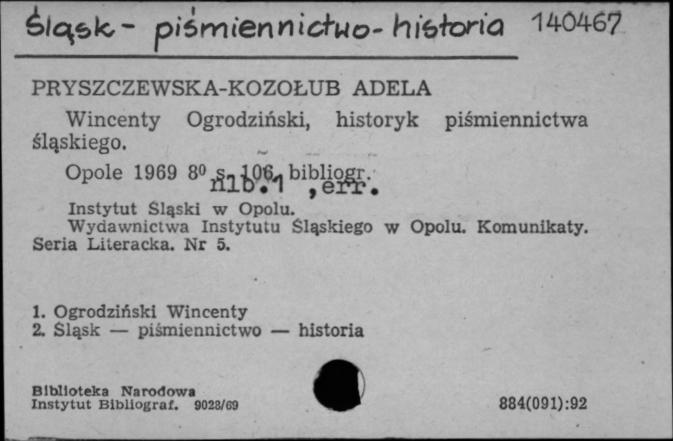 Śląsk - piśmiennictwo - historia 140467
PRYSZCZEWSKA-KOZOŁUB ADELA
Wincenty Ogrodziński, historyk piśmiennictwa
śląskiego.
Opole 1969 8⁰ s. 106, bibliogr.
nlb.1 ,err.
Instytut Śląski w Opolu.
Wydawnictwa Instytutu Śląskiego w Opolu. Komunikaty.
Seria Literacka. Nr 5.
1. Ogrodziński Wincenty
2. Śląsk — piśmiennictwo — historia
Biblioteka Narodowa
Instytut Bibliograf. 9028/69 884(091):92